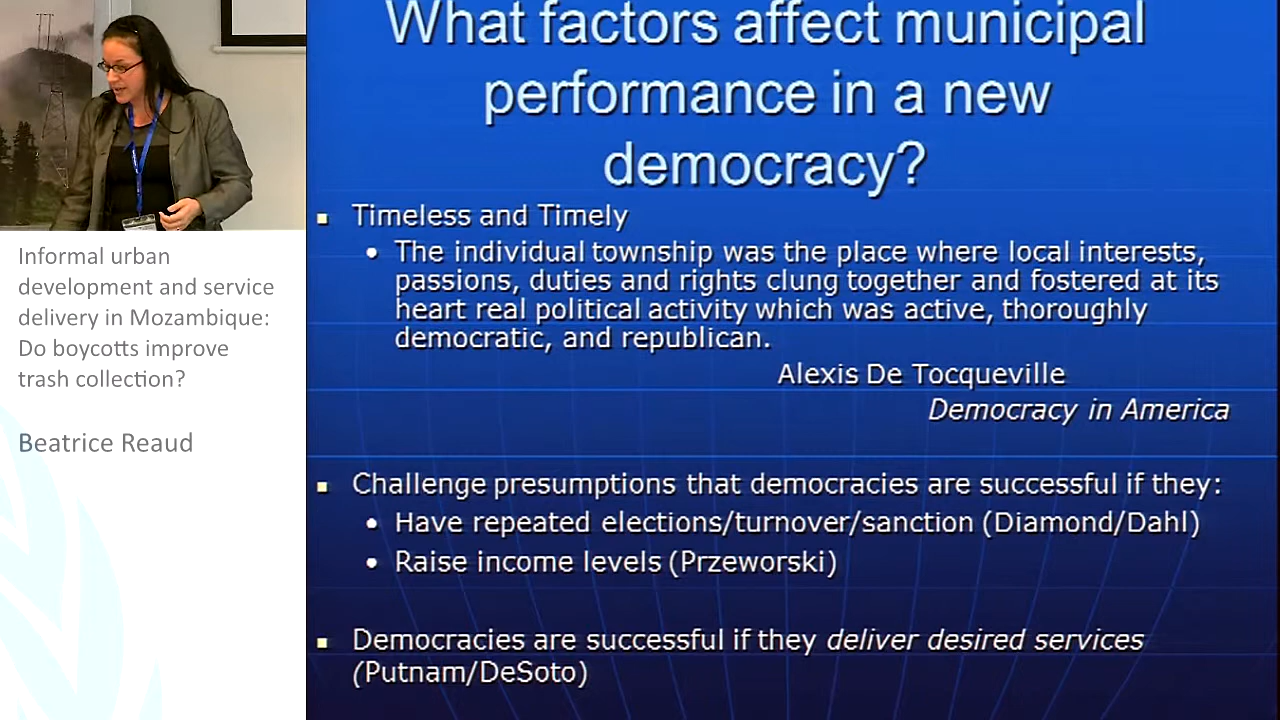 What factors affect municipal
performance in a new
democracy?
Timeless and Timely
The individual township was the place where local interests,
passions, duties and rights clung together and fostered at its
heart real political activity which was active, thoroughly
democratic, and republican.
Alexis De Tocqueville
Democracy in America
Challenge presumptions that democracies are successful if they:
Have repeated elections/turnover/sanction (Diamond/Dahl)
Raise income levels (Przeworski)
Democracies are successful if they deliver desired services
(Putnam/DeSoto)
Informal urban
development and service
delivery in Mozambique:
Do boycotts improve
trash collection?
Beatrice Reaud